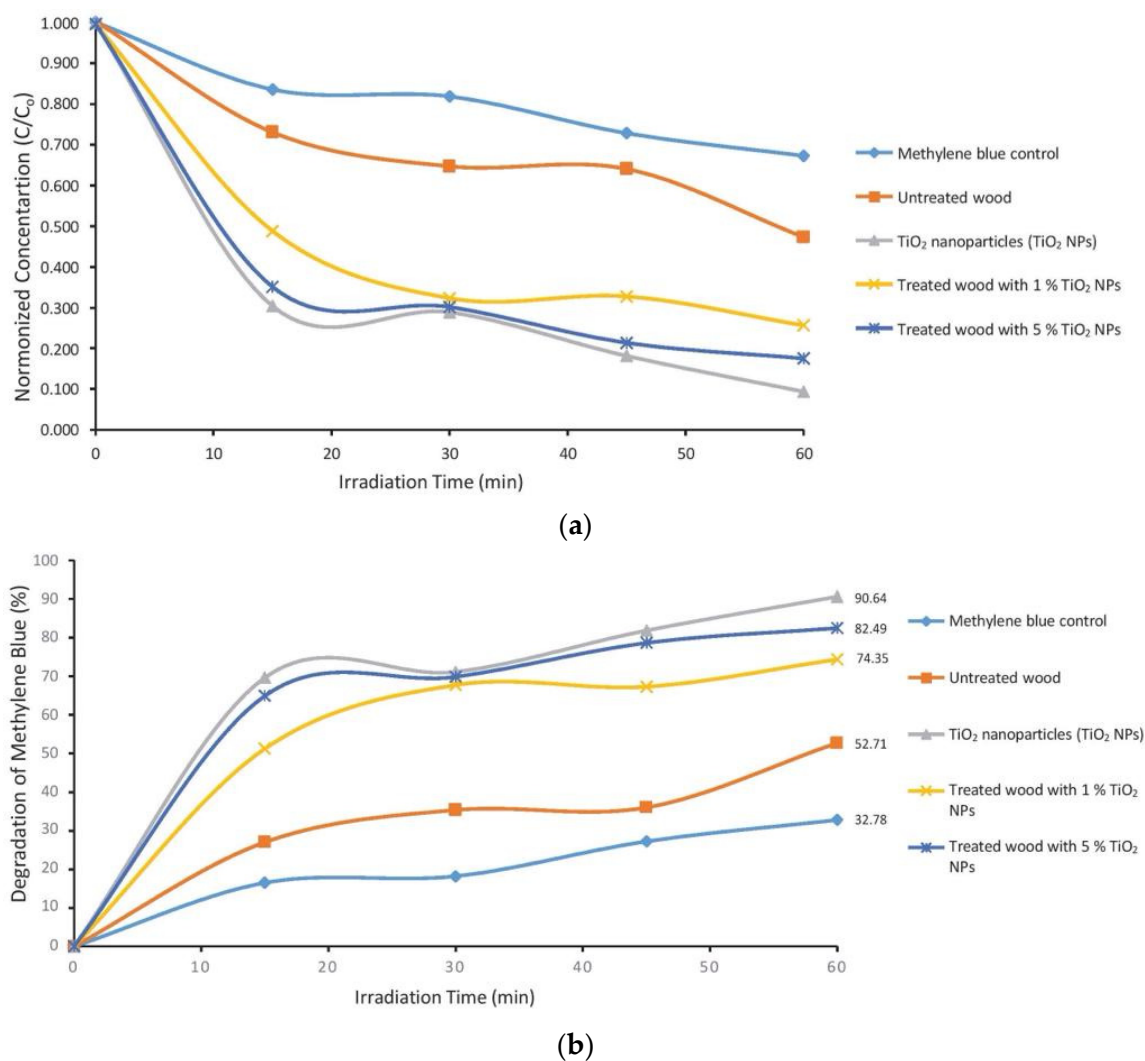 1.000
0.900
0.800
0.700
0.600
0.500
0.400
0.300
0.200
0.100
0.000
Normonized Concentartion (C/Cₒ)
0 10 20 30 40 50 60
Irradiation Time (min)
Methylene blue control
Untreated wood
TiO₂ nanoparticles (TiO₂ NPs)
Treated wood with 1 % TiO₂ NPs
Treated wood with 5 % TiO₂ NPs
(a)
100
90
80
70
60
50
40
30
20
10
0
Degradation of Methylene Blue (%)
0 10 20 30 40 50 60
Irradiation Time (min)
90.64
82.49
74.35
52.71
32.78
Methylene blue control
Untreated wood
TiO₂ nanoparticles (TiO₂ NPs)
Treated wood with 1 % TiO₂
NPs
Treated wood with 5 % TiO₂
NPs
(b)